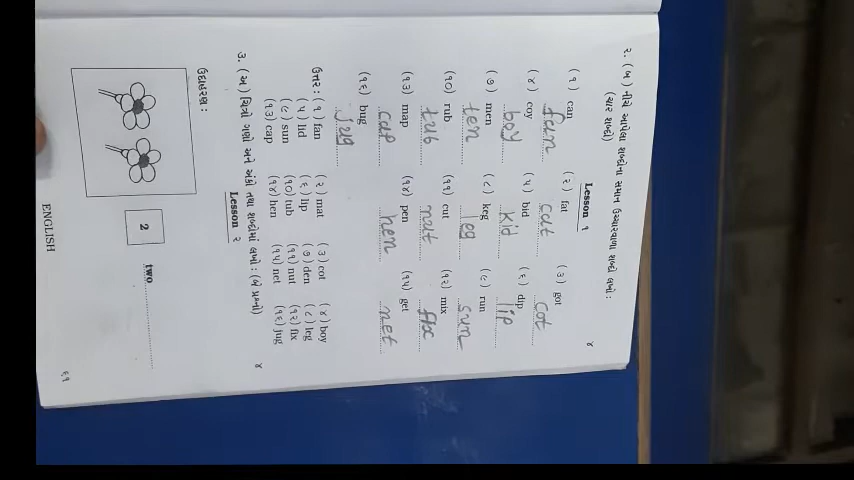 ૨. (બ) નીચે આપેલા શબ્દોના સમાન ઉચ્ચારવાળા શબ્દો લખો :
(ચાર શબ્દો) ૪
Lesson ૧
(૧) can (૨) fat (૩) got
fan cat cot
(૪) coy (૫) bid (૬) dip
boy kid lip
(૭) men (૮) keg (૯) run
ten leg sun
(૧૦) rub (૧૧) cut (૧૨) mix
tub nut fix
(૧૩) map (૧૪) pen (૧૫) get
cap hen net
(૧૬) bug
jug
ઉત્તર : (૧) fan (૨) mat (૩) cot (૪) boy
(૫) lid (૬) lip (૭) den (૮) leg
(૯) sun (૧૦) tub (૧૧) nut (૧૨) fix
(૧૩) cap (૧૪) hen (૧૫) net (૧૬) jug
Lesson ૨
૩. (અ) ચિત્રો ગણો અને અંકો તથા શબ્દોમાં લખો : (બે પ્રશ્નો) ૪
ઉદાહરણ :
2 two
ENGLISH ૬૧